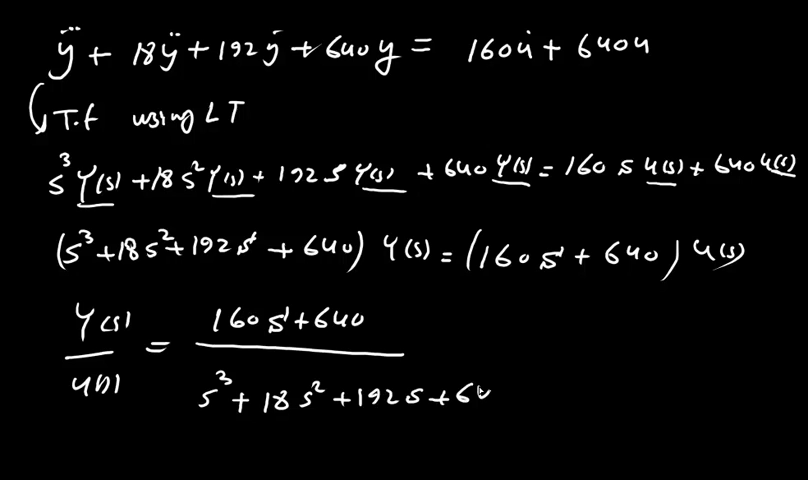 y⃛ + 18ÿ + 192ẏ + 640y = 160u̇ + 640u
T.f using LT
s³Y(s) + 18s²Y(s) + 192sY(s) + 640Y(s) = 160sU(s) + 640U(s)
(s³ + 18s² + 192s + 640) Y(s) = (160s + 640) U(s)
Y(s)/U(s) = 160s + 640 / s³ + 18s² + 192s + 64